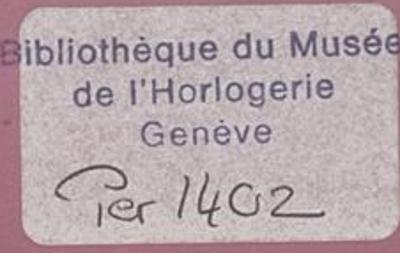 Bibliothèque du Musée
de l'Horlogerie
Genève
Per 1402